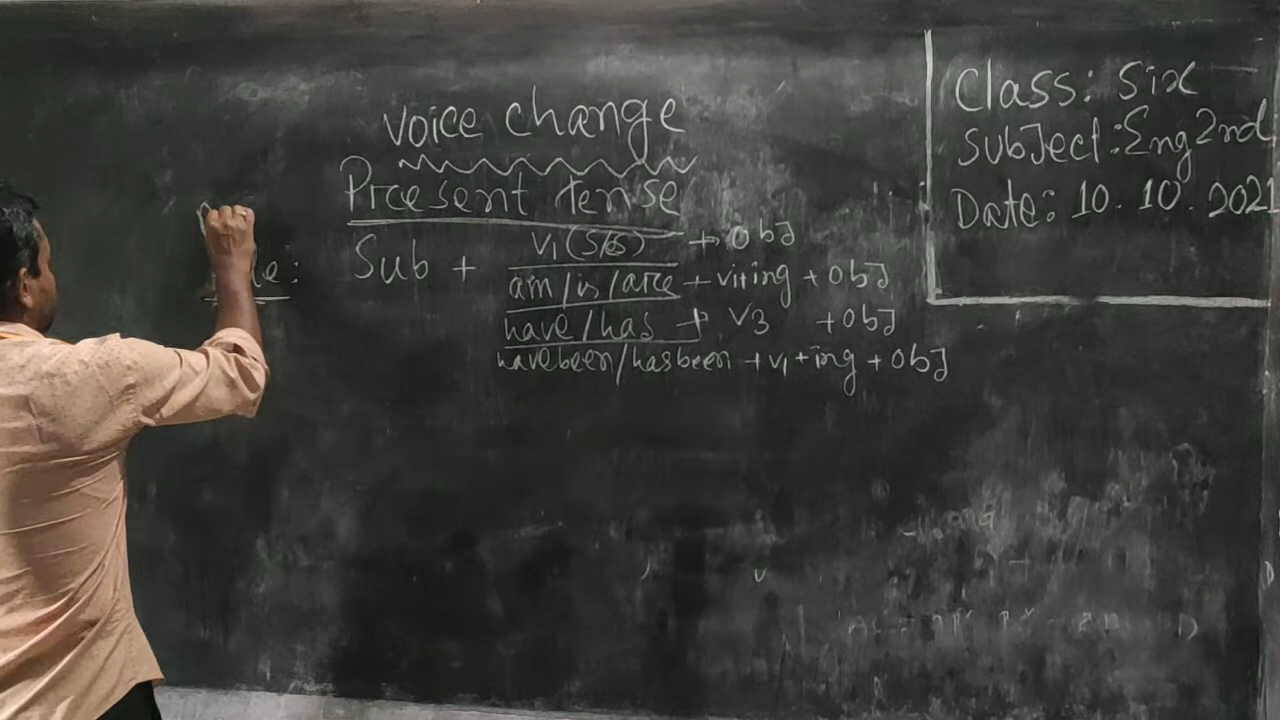 Voice change
Present tense
Sub + V1(s/es) + Obj
am/is/are + V1+ing + Obj
have/has + V3 + Obj
have been/has been + V1 + ing + Obj
Class: Six
Subject: Eng 2nd
Date: 10.10.2021